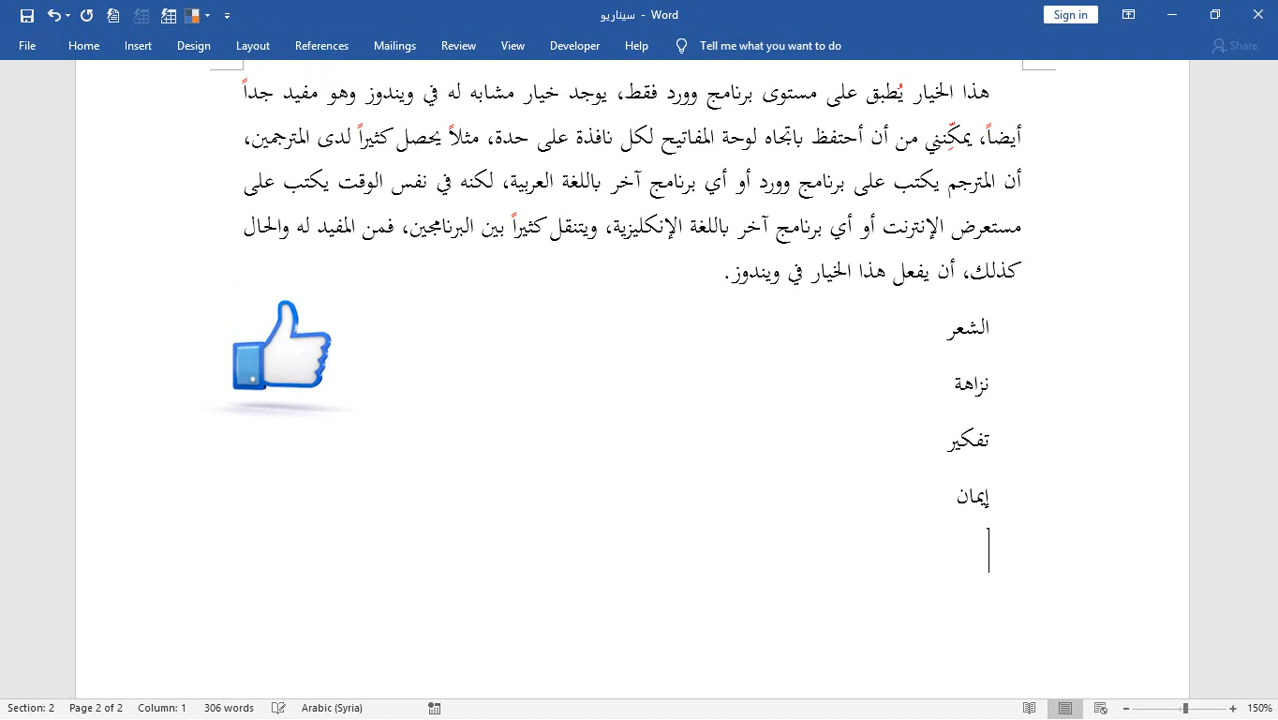 سيناريو - Word
Sign in
File Home Insert Design Layout References Mailings Review View Developer Help Tell me what you want to do Share
هذا الخيار يُطبق على مستوى برنامج وورد فقط، يوجد خيار مشابه له في ويندوز وهو مفيد جداً
أيضاً، يمكِّنني من أن أحتفظ باتجاه لوحة المفاتيح لكل نافذة على حدة، مثلاً يحصل كثيراً لدى المترجمين،
أن المترجم يكتب على برنامج وورد أو أي برنامج آخر باللغة العربية، لكنه في نفس الوقت يكتب على
مستعرض الإنترنت أو أي برنامج آخر باللغة الإنكليزية، ويتنقل كثيراً بين البرنامجين، فمن المفيد له والحال
كذلك، أن يفعل هذا الخيار في ويندوز.
الشعر
نزاهة
تفكير
إيمان
Section: 2 Page 2 of 2 Column: 1 306 words Arabic (Syria) 150%